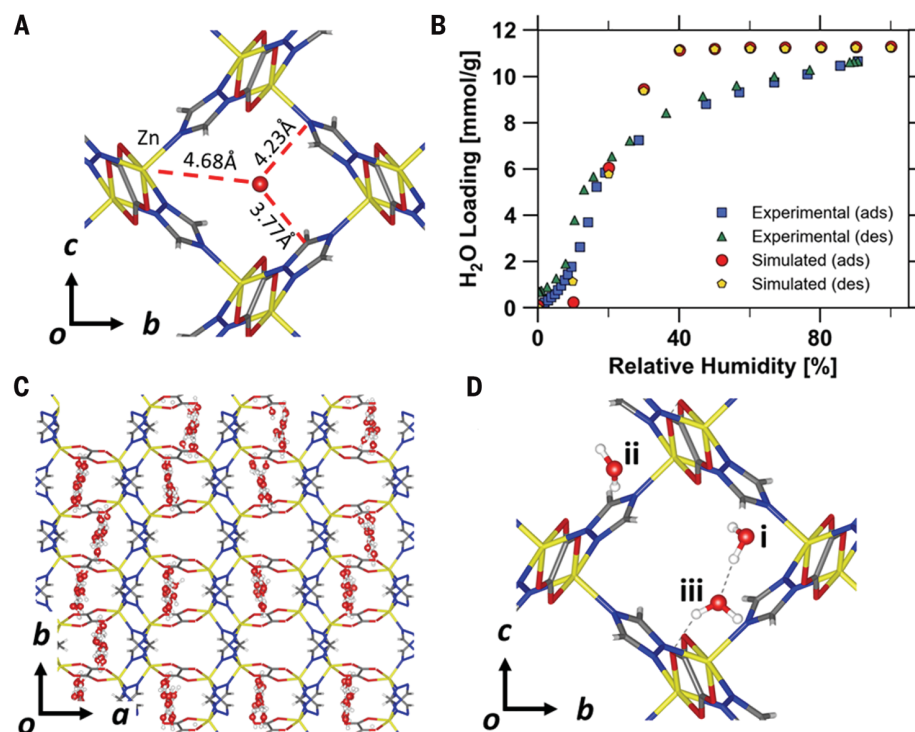 A
Zn
4.68Å
4.23Å
3.77Å
c
o
b
B
H₂O Loading [mmol/g]
12
10
8
6
4
2
0
Experimental (ads)
Experimental (des)
Simulated (ads)
Simulated (des)
0
40
80
Relative Humidity [%]
C
b
o
a
D
ii
i
iii
c
o
b